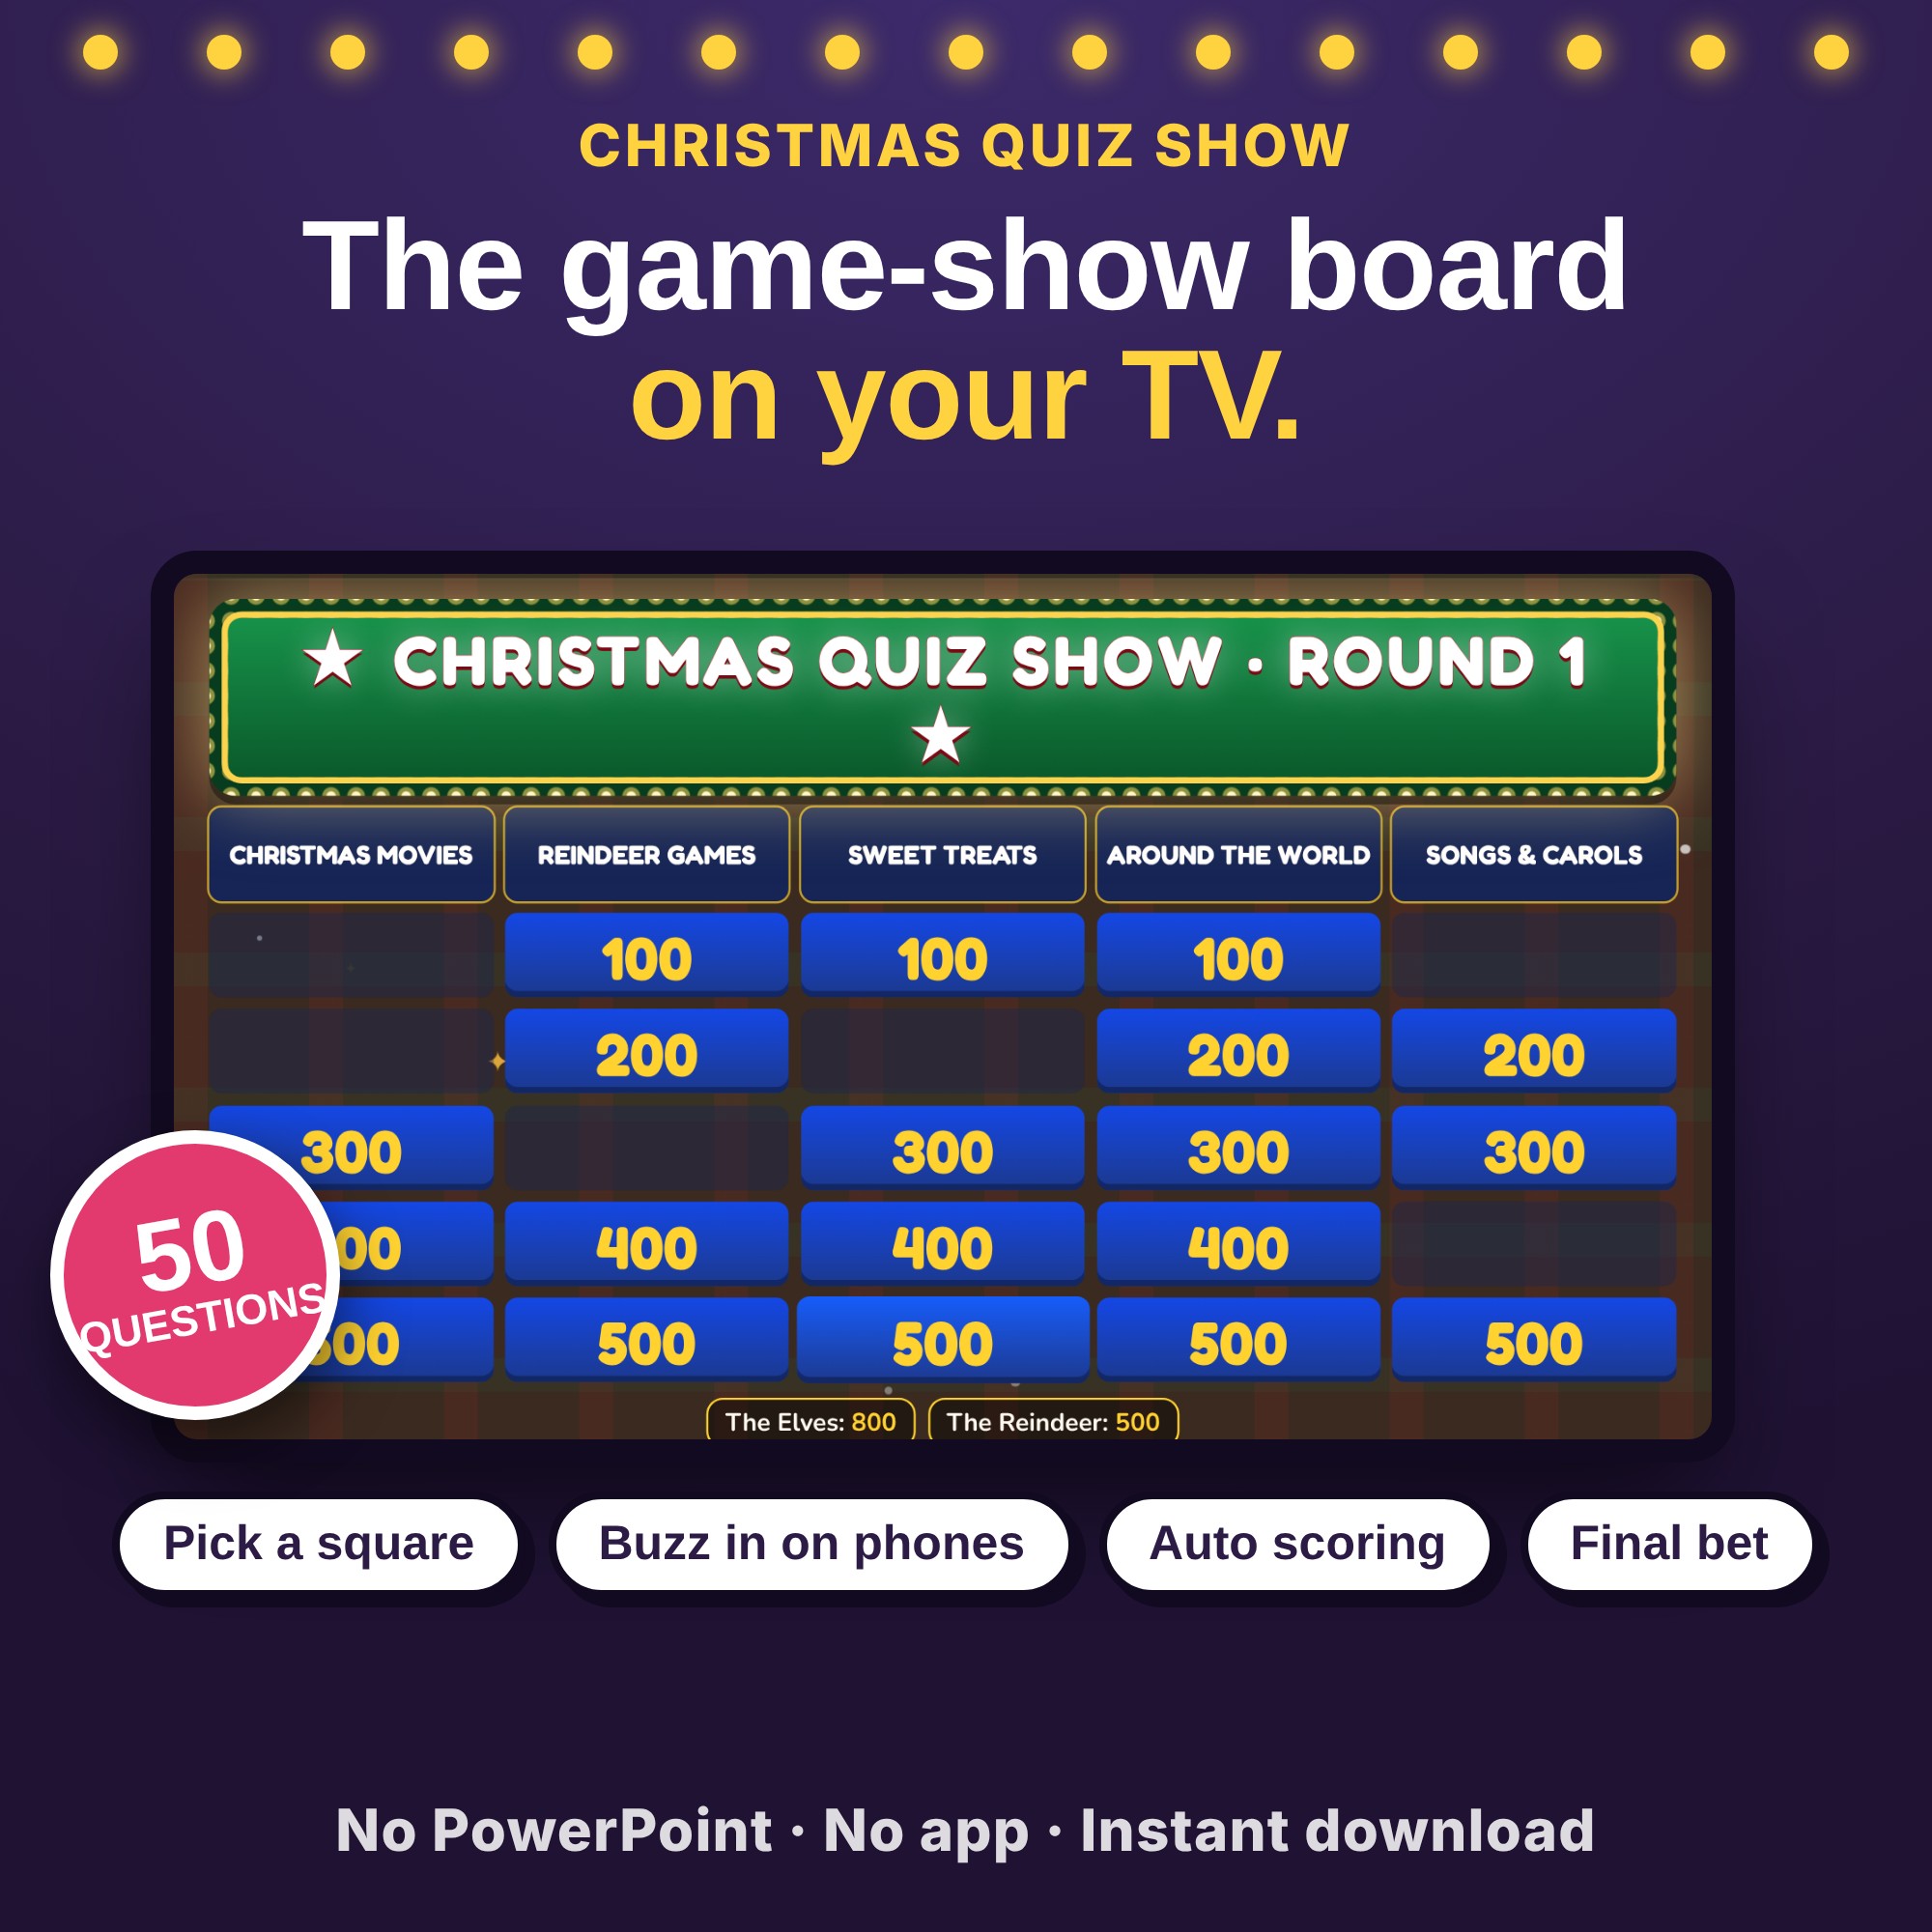 CHRISTMAS QUIZ SHOW
The game-show board
on your TV.
★ CHRISTMAS QUIZ SHOW · ROUND 1
★
CHRISTMAS MOVIES REINDEER GAMES SWEET TREATS AROUND THE WORLD SONGS & CAROLS
100 100 100
200 200 200
300 300 300 300
400 400 400
500 500 500 500
50
QUESTIONS
The Elves: 800 The Reindeer: 500
Pick a square Buzz in on phones Auto scoring Final bet
No PowerPoint · No app · Instant download